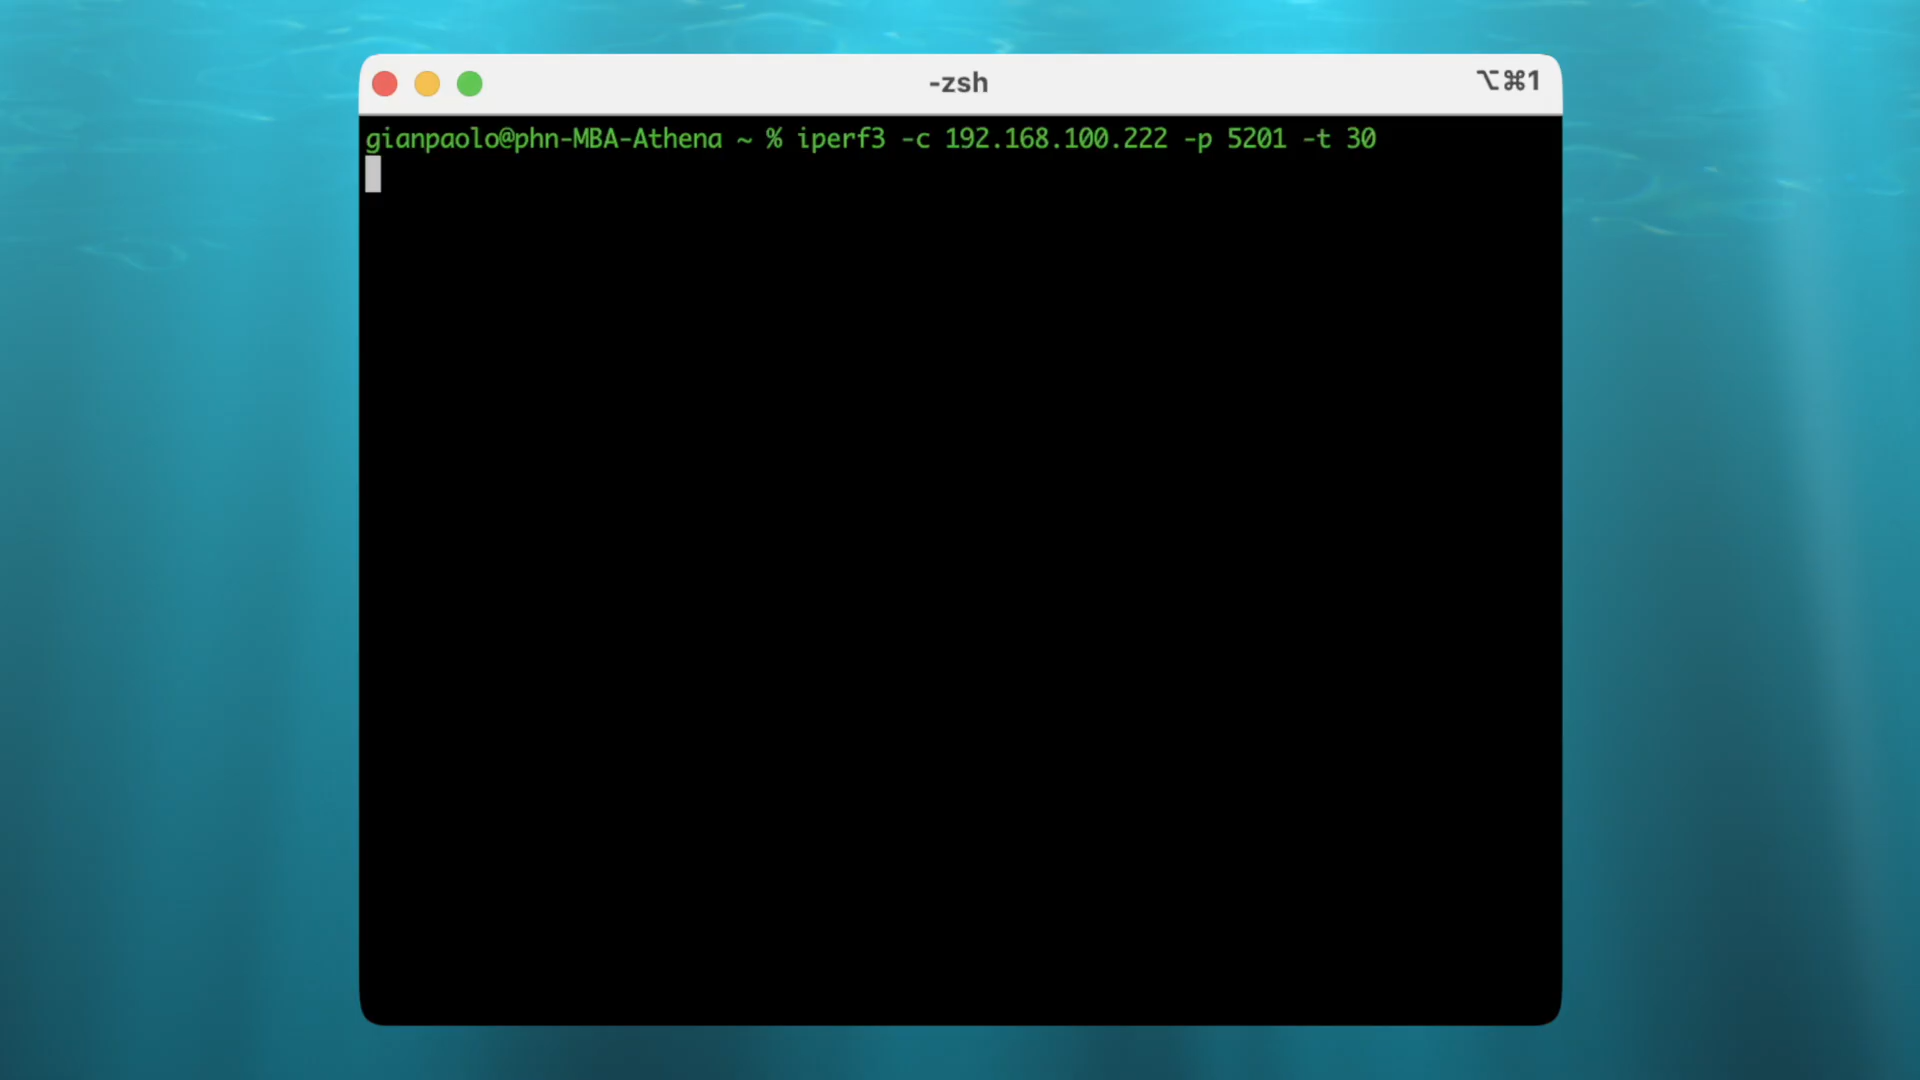 -zsh
⌥⌘1
gianpaolo@phn-MBA-Athena ~ % iperf3 -c 192.168.100.222 -p 5201 -t 30